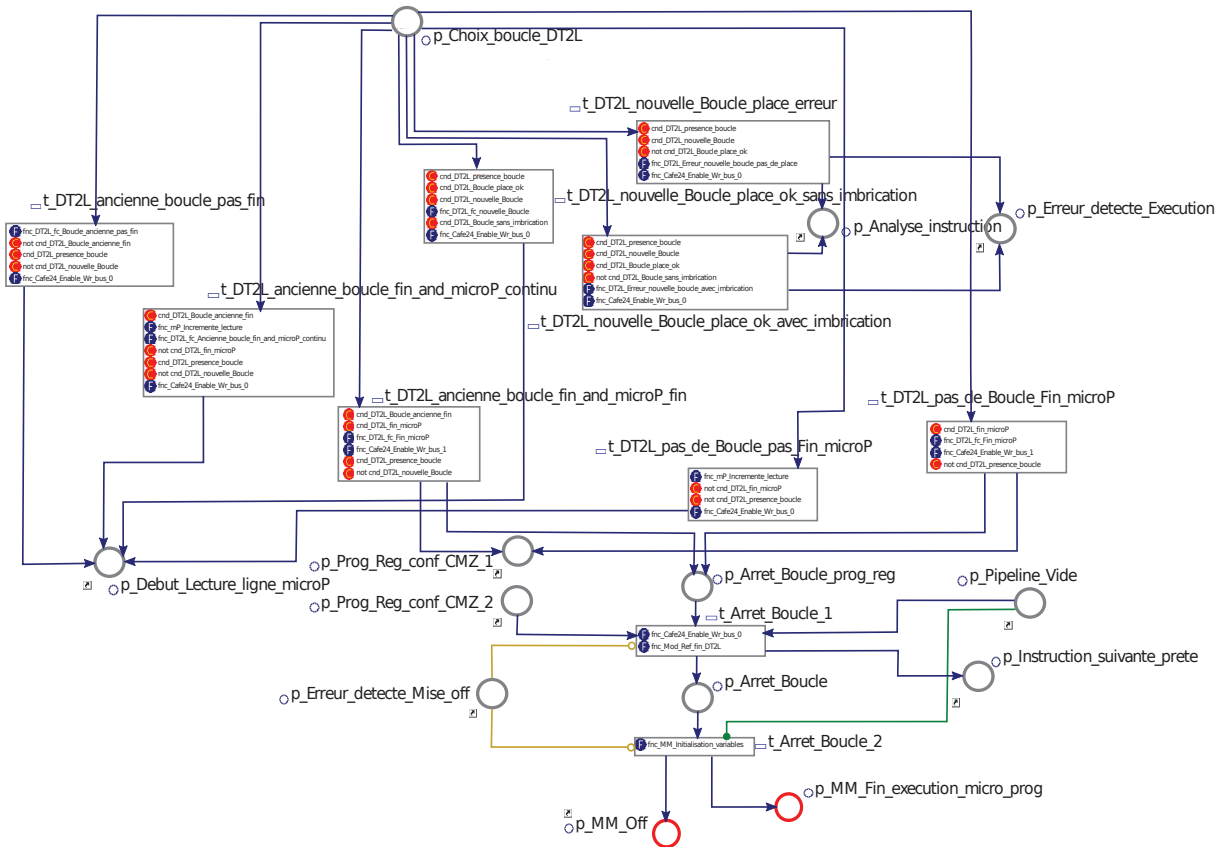 p_Choix_boucle_DT2L
t_DT2L_nouvelle_Boucle_place_erreur
C cnd_DT2L_presence_boucle
C cnd_DT2L_nouvelle_Boucle
C not cnd_DT2L_Boucle_place_ok
F fnc_DT2L_Erreur_nouvelle_boucle_pas_de_place
F fnc_Cafe24_Enable_Wr_bus_0
t_DT2L_nouvelle_Boucle_place_ok_sans_imbrication
C cnd_DT2L_presence_boucle
C cnd_DT2L_Boucle_place_ok
C cnd_DT2L_nouvelle_Boucle
F fnc_DT2L_fc_nouvelle_Boucle
C cnd_DT2L_Boucle_sans_imbrication
F fnc_Cafe24_Enable_Wr_bus_0
t_DT2L_ancienne_boucle_pas_fin
F fnc_DT2L_fc_Boucle_ancienne_pas_fin
C not cnd_DT2L_Boucle_ancienne_fin
C cnd_DT2L_presence_boucle
C not cnd_DT2L_nouvelle_Boucle
F fnc_Cafe24_Enable_Wr_bus_0
p_Erreur_detecte_Execution
p_Analyse_instruction
C cnd_DT2L_presence_boucle
C cnd_DT2L_nouvelle_Boucle
C cnd_DT2L_Boucle_place_ok
C not cnd_DT2L_Boucle_sans_imbrication
F fnc_DT2L_Erreur_nouvelle_boucle_avec_imbrication
F fnc_Cafe24_Enable_Wr_bus_0
t_DT2L_nouvelle_Boucle_place_ok_avec_imbrication
t_DT2L_ancienne_boucle_fin_and_microP_continu
C cnd_DT2L_Boucle_ancienne_fin
F fnc_mP_Incremente_lecture
F fnc_DT2L_fc_Ancienne_boucle_fin_and_microP_continu
C not cnd_DT2L_fin_microP
C cnd_DT2L_presence_boucle
C not cnd_DT2L_nouvelle_Boucle
F fnc_Cafe24_Enable_Wr_bus_0
t_DT2L_ancienne_boucle_fin_and_microP_fin
C cnd_DT2L_Boucle_ancienne_fin
C cnd_DT2L_fin_microP
F fnc_DT2L_fc_Fin_microP
F fnc_Cafe24_Enable_Wr_bus_1
C cnd_DT2L_presence_boucle
C not cnd_DT2L_nouvelle_Boucle
t_DT2L_pas_de_Boucle_Fin_microP
C cnd_DT2L_fin_microP
F fnc_DT2L_fc_Fin_microP
F fnc_Cafe24_Enable_Wr_bus_1
C not cnd_DT2L_presence_boucle
t_DT2L_pas_de_Boucle_pas_Fin_microP
F fnc_mP_Incremente_lecture
C not cnd_DT2L_fin_microP
C not cnd_DT2L_presence_boucle
F fnc_Cafe24_Enable_Wr_bus_0
p_Debut_Lecture_ligne_microP
p_Prog_Reg_conf_CMZ_1
p_Prog_Reg_conf_CMZ_2
p_Arret_Boucle_prog_reg
p_Pipeline_Vide
t_Arret_Boucle_1
F fnc_Cafe24_Enable_Wr_bus_0
F fnc_Mod_Ref_fin_DT2L
p_Instruction_suivante_prete
p_Erreur_detecte_Mise_off
p_Arret_Boucle
F fnc_MM_Initialisation_variables
t_Arret_Boucle_2
p_MM_Fin_execution_micro_prog
p_MM_Off